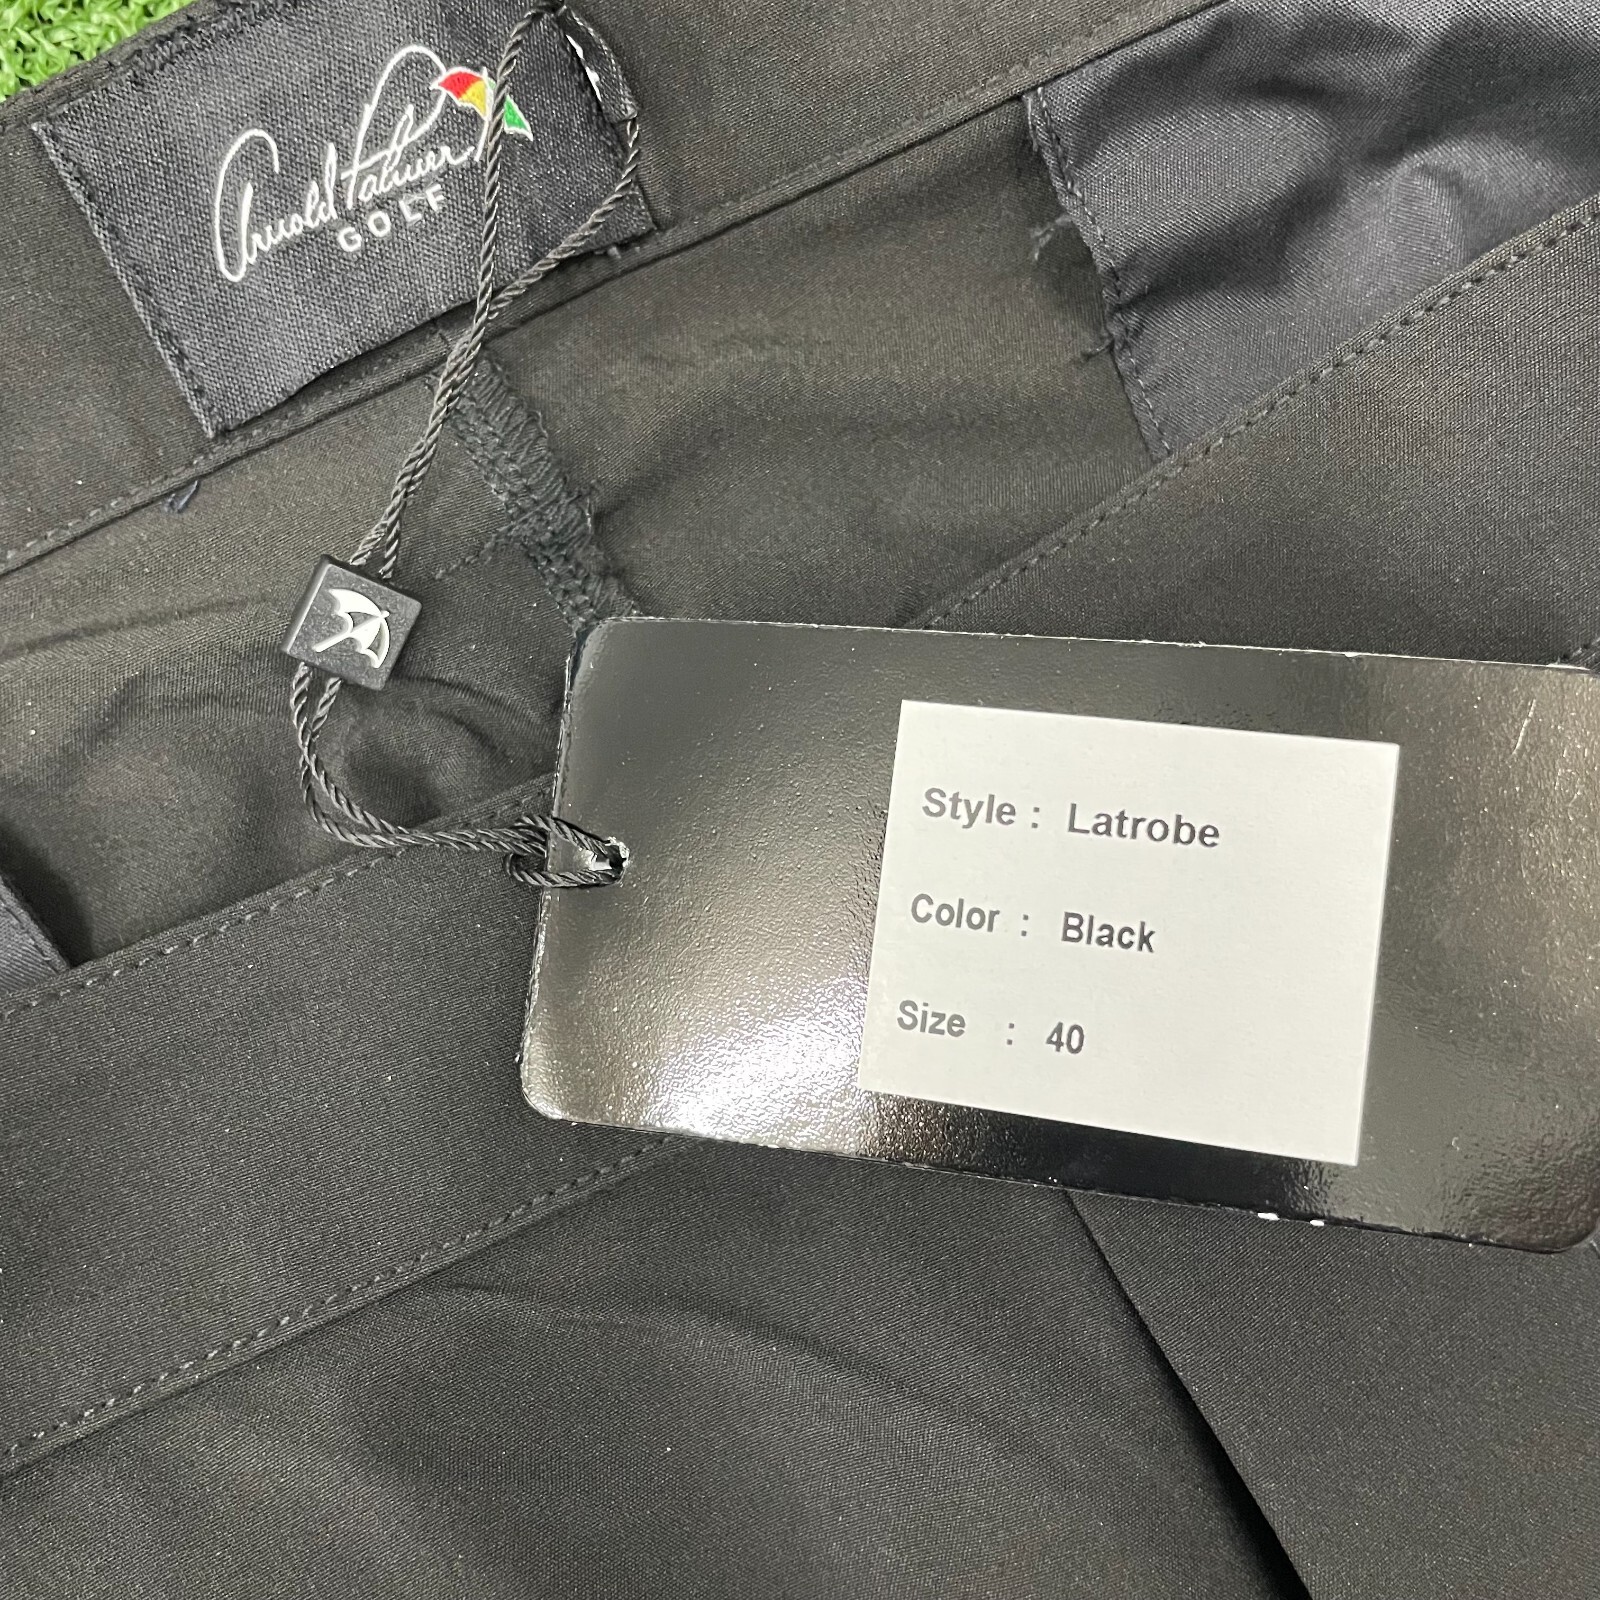 Arnold Palmer
GOLF
Style : Latrobe
Color : Black
Size : 40